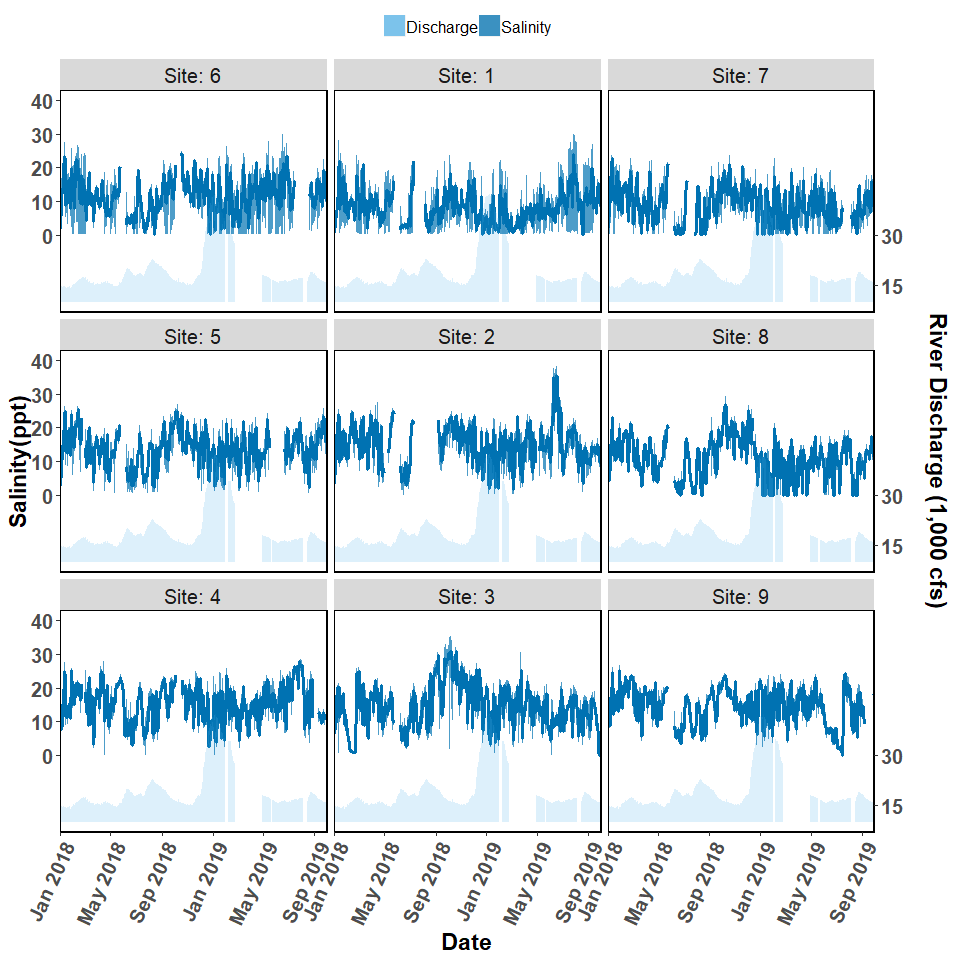 Discharge Salinity
Site: 6 Site: 1 Site: 7
40
30
20
10
0
30
15
Site: 5 Site: 2 Site: 8
40
30
20
10
0
30
15
Site: 4 Site: 3 Site: 9
40
30
20
10
0
30
15
Salinity(ppt)
River Discharge (1,000 cfs)
Jan 2018 May 2018 Sep 2018 Jan 2019 May 2019 Sep 2019 Jan 2018 May 2018 Sep 2018 Jan 2019 May 2019 Sep 2019 Jan 2018 May 2018 Sep 2018 Jan 2019 May 2019 Sep 2019
Date